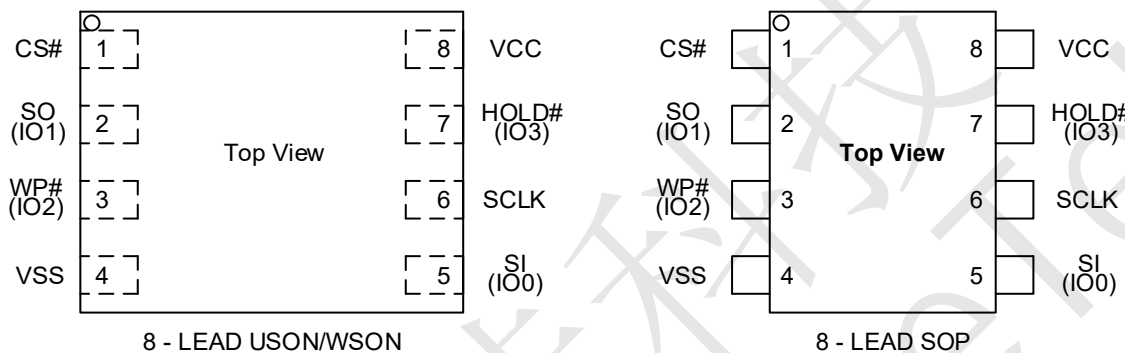 CS# 1 8 VCC
SO (IO1) 2 7 HOLD# (IO3)
Top View
WP# (IO2) 3 6 SCLK
VSS 4 5 SI (IO0)
8 - LEAD USON/WSON
CS# 1 8 VCC
SO (IO1) 2 7 HOLD# (IO3)
Top View
WP# (IO2) 3 6 SCLK
VSS 4 5 SI (IO0)
8 - LEAD SOP
科技